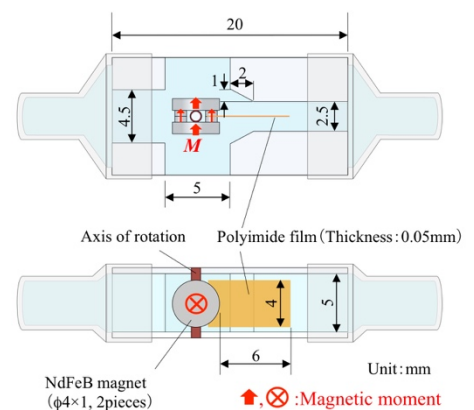 20
1
2
4.5
2.5
M
5
Axis of rotation
Polyimide film(Thickness:0.05mm)
4
5
6
NdFeB magnet
(ϕ4×1, 2pieces)
Unit:mm
:Magnetic moment